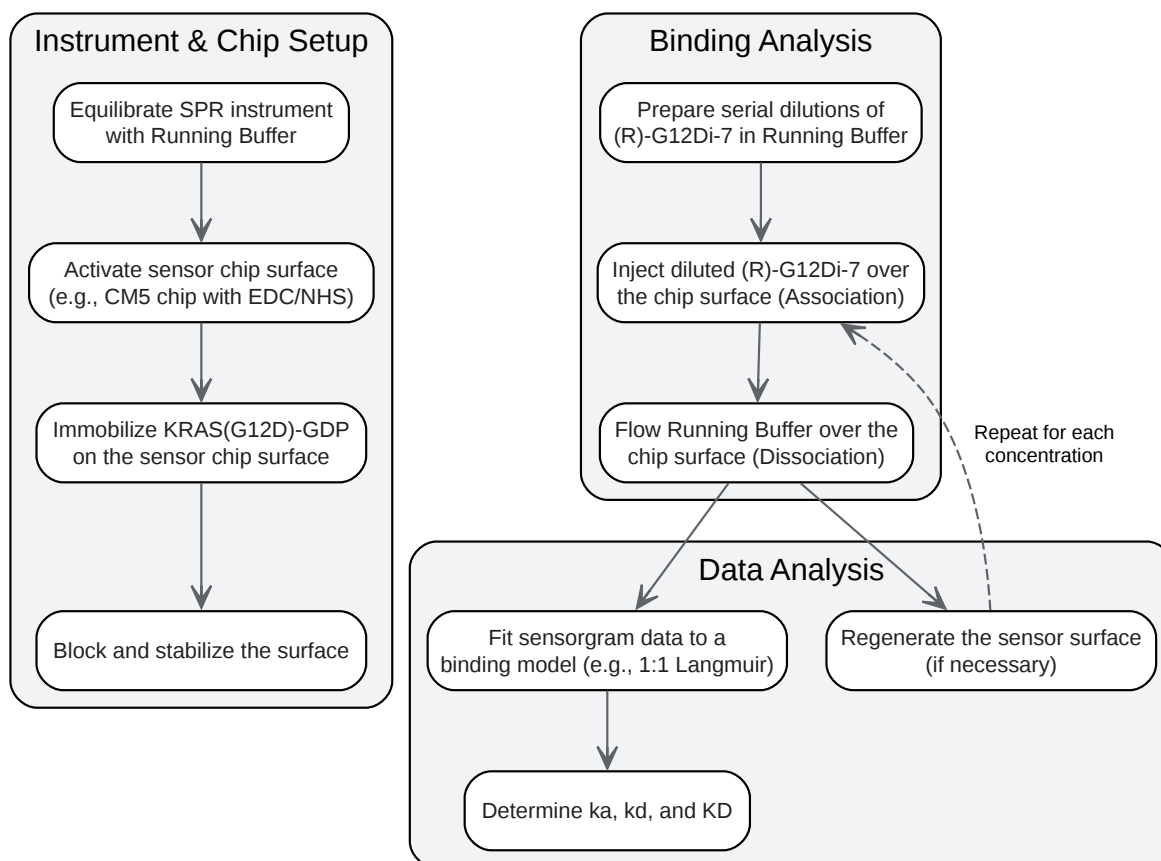 Instrument & Chip Setup
Equilibrate SPR instrument
with Running Buffer
Activate sensor chip surface
(e.g., CM5 chip with EDC/NHS)
Immobilize KRAS(G12D)-GDP
on the sensor chip surface
Block and stabilize the surface
Binding Analysis
Prepare serial dilutions of
(R)-G12Di-7 in Running Buffer
Inject diluted (R)-G12Di-7 over
the chip surface (Association)
Flow Running Buffer over the
chip surface (Dissociation)
Repeat for each
concentration
Data Analysis
Fit sensorgram data to a
binding model (e.g., 1:1 Langmuir)
Regenerate the sensor surface
(if necessary)
Determine ka, kd, and KD